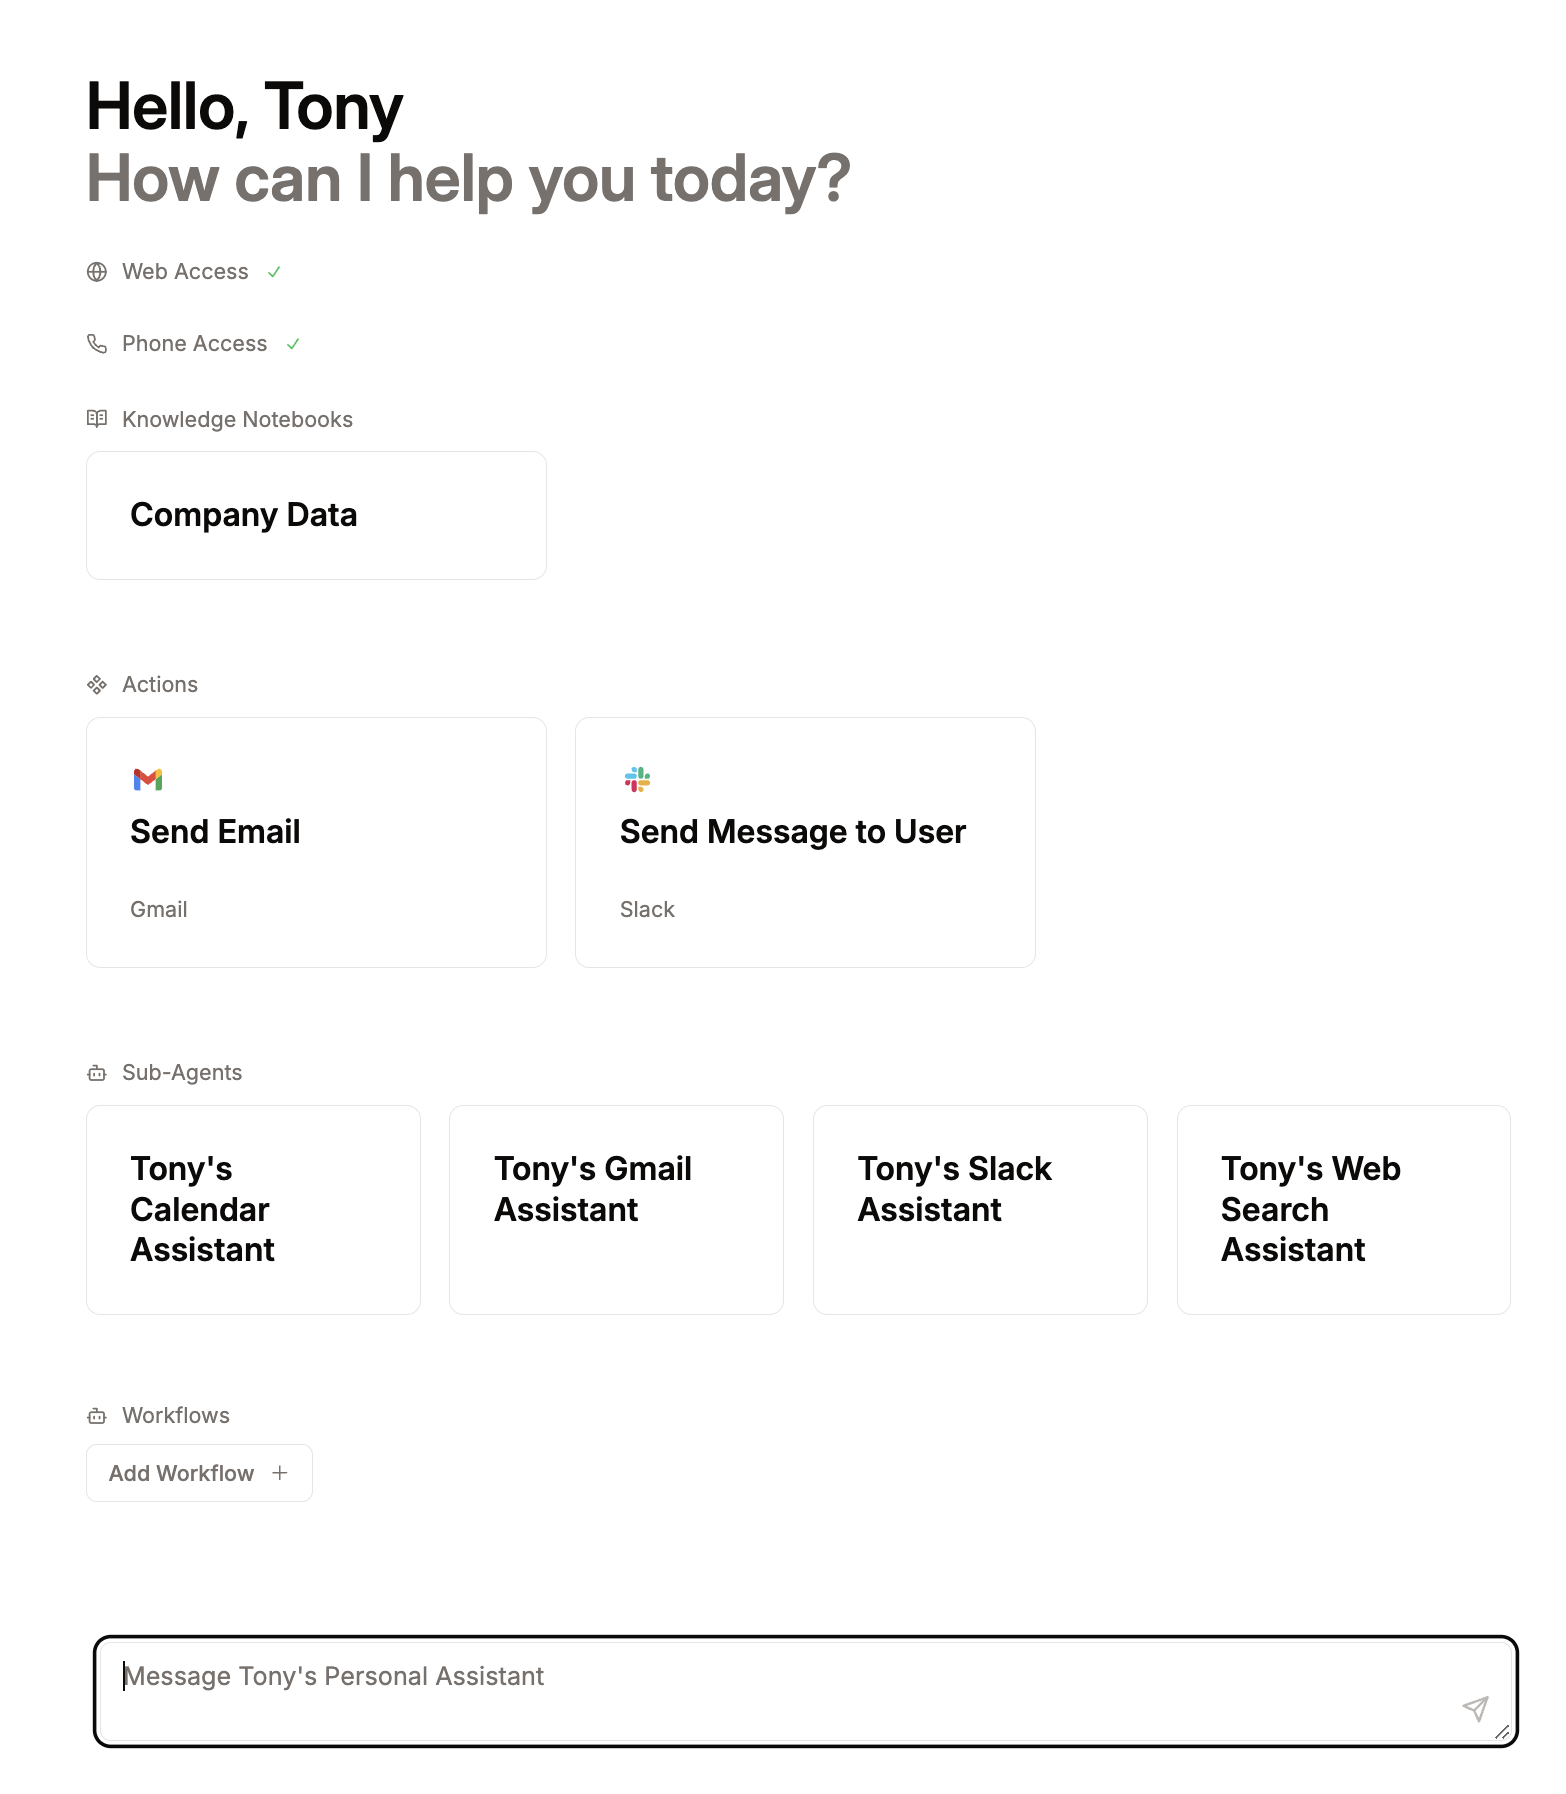 Hello, Tony
How can I help you today?
Web Access
Phone Access
Knowledge Notebooks
Company Data
Actions
Send Email
Gmail
Send Message to User
Slack
Sub-Agents
Tony's
Calendar
Assistant
Tony's Gmail
Assistant
Tony's Slack
Assistant
Tony's Web
Search
Assistant
Workflows
Add Workflow
Message Tony's Personal Assistant